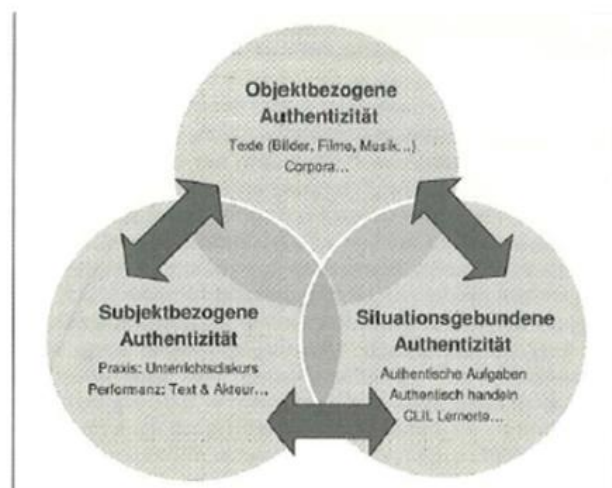 Objektbezogene
Authentizität
Texte (Bilder, Filme, Musik...)
Corpora...
Subjektbezogene
Authentizität
Praxis: Unterrichtsdiskurs
Performanz: Text & Akteur...
Situationsgebundene
Authentizität
Authentische Aufgaben
Authentisch handeln
CLIL Lernorte...